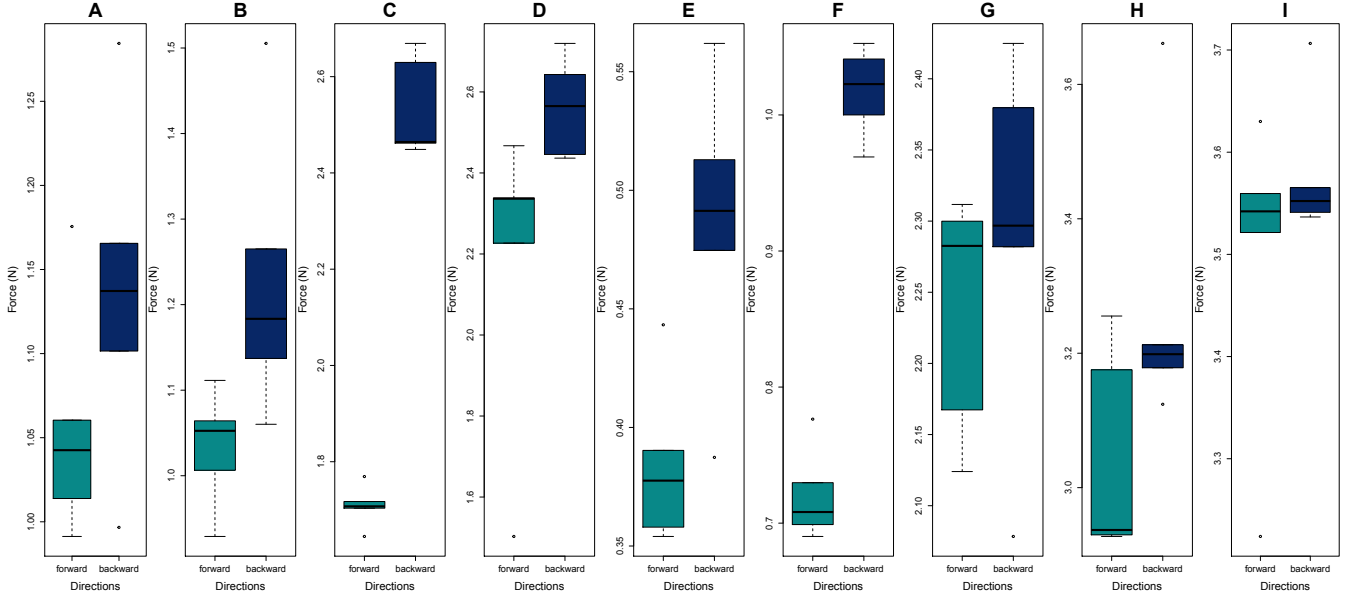 A B C D E F G H I
Force (N)
1.25
1.20
1.15
1.10
1.05
1.00
forward backward
Directions
Force (N)
1.5
1.4
1.3
1.2
1.1
1.0
forward backward
Directions
2.6
2.4
2.2
2.0
1.8
forward backward
Directions
2.6
2.4
2.2
2.0
1.8
1.6
forward backward
Directions
Force (N)
0.55
0.50
0.45
0.40
0.35
forward backward
Directions
Force (N)
1.0
0.9
0.8
0.7
forward backward
Directions
Force (N)
2.40
2.35
2.30
2.25
2.20
2.15
2.10
forward backward
Directions
Force (N)
3.6
3.4
3.2
3.0
forward backward
Directions
3.7
3.6
3.5
3.4
3.3
forward backward
Directions